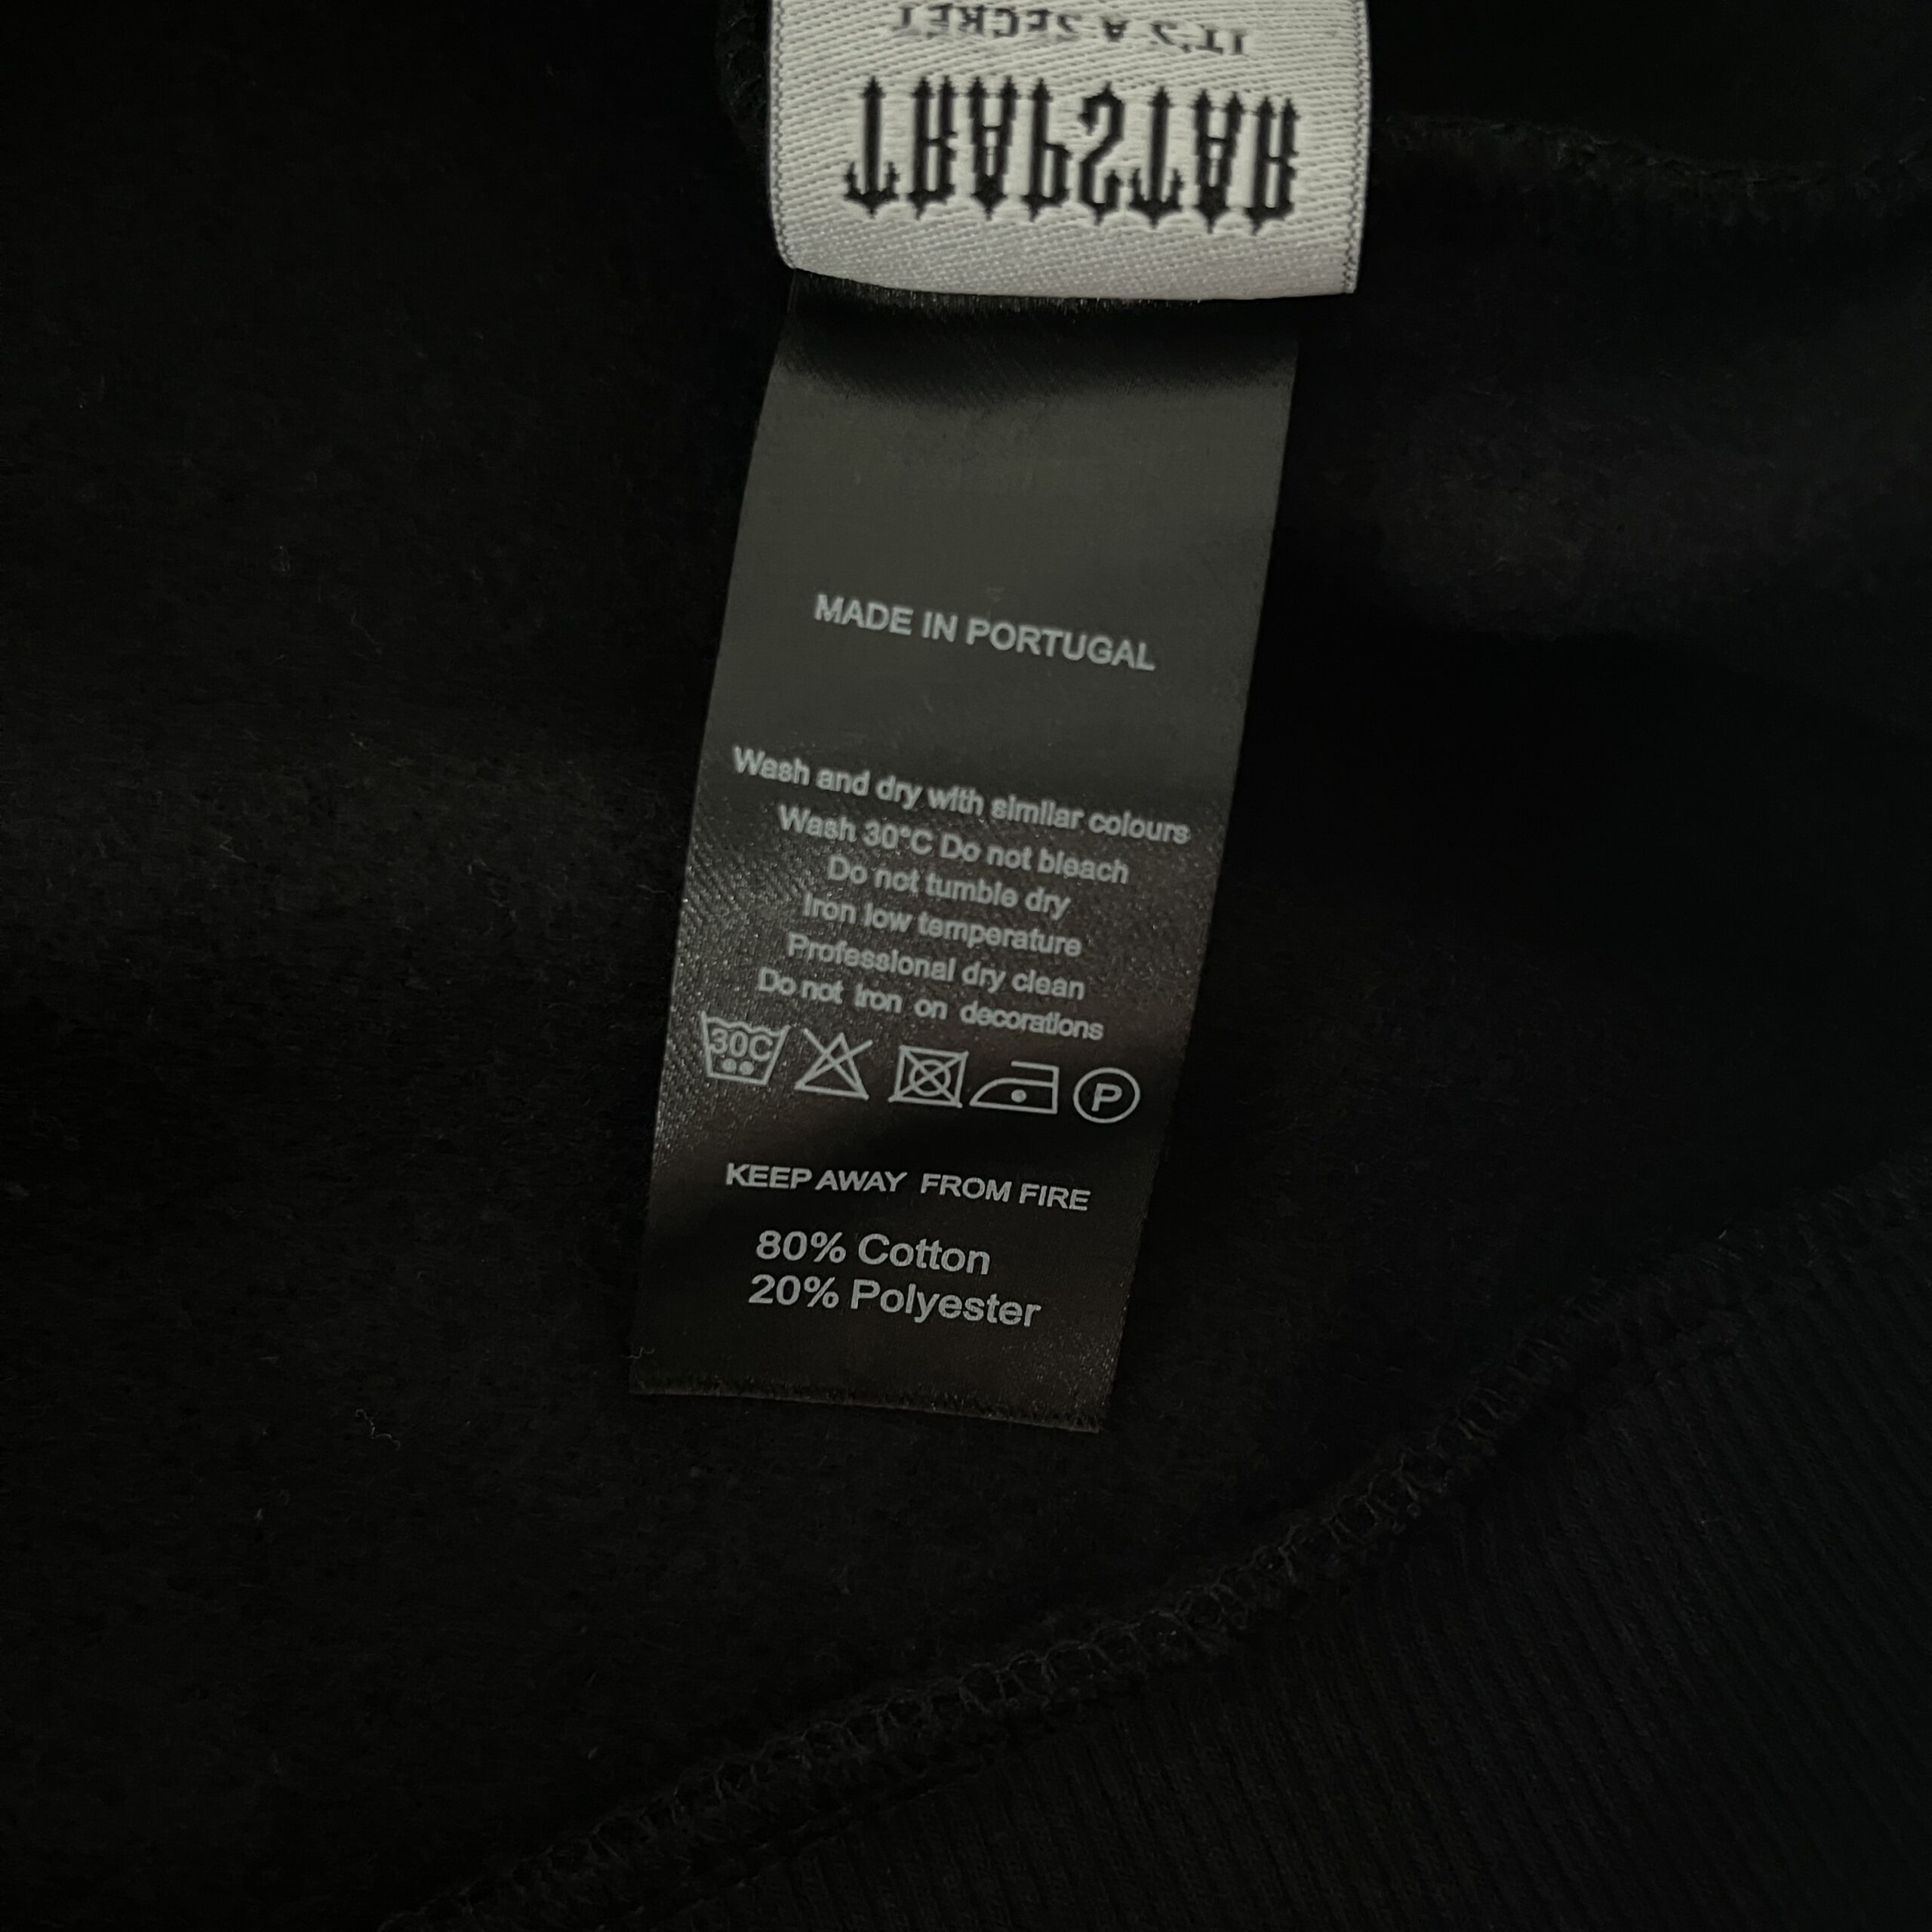 RATSPART
IT'S A SECRET
MADE IN PORTUGAL
Wash and dry with similar colours
Wash 30°C Do not bleach
Do not tumble dry
Iron low temperature
Professional dry clean
Do not Iron on decorations
30C P
KEEP AWAY FROM FIRE
80% Cotton
20% Polyester